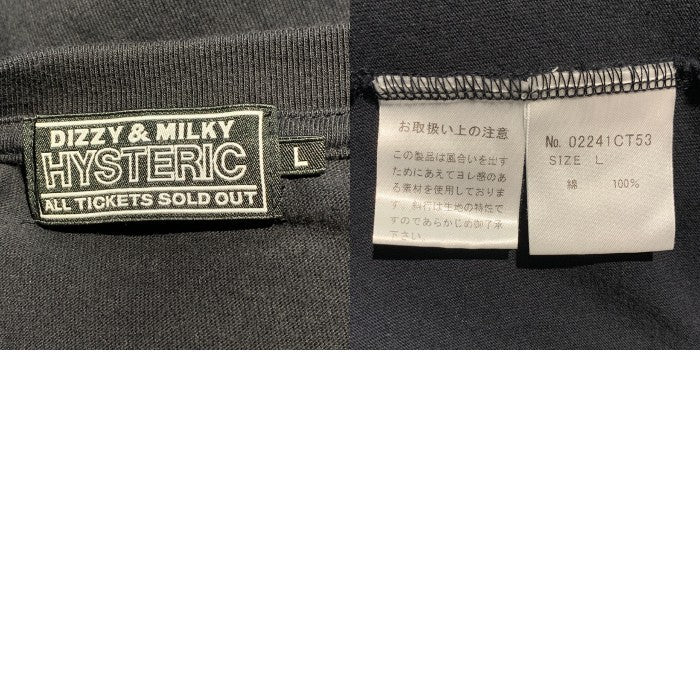 DIZZY & MILKY
HYSTERIC
ALL TICKETS SOLD OUT
L
お取扱い上の注意
この製品は風合いを出す
ためにあえてヨレ感のあ
る素材を使用しておりま
す。斜行は生地の特性で
すのであらかじめ御了承
下さい。
No. 02241CT53
SIZE L
綿 100%